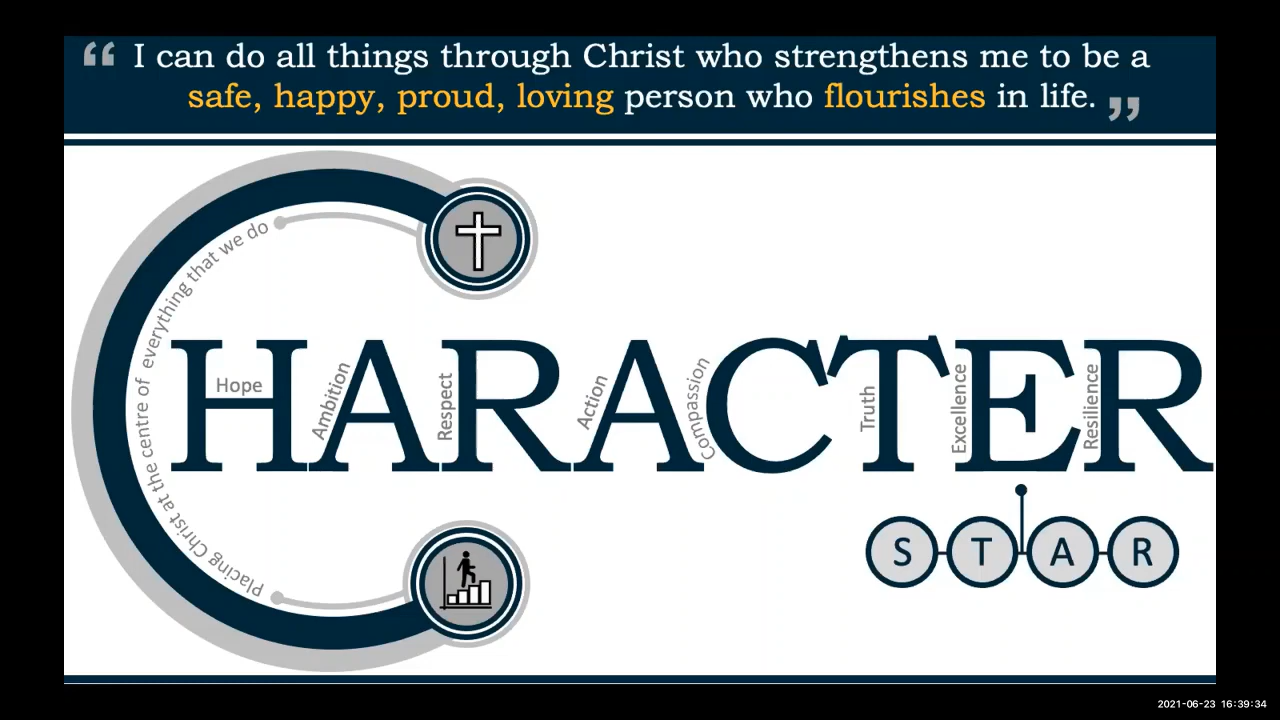 “ I can do all things through Christ who strengthens me to be a
safe, happy, proud, loving person who flourishes in life. ”
Placing Christ at the centre of everything that we do
CHARACTER
Hope
Ambition
Respect
Action
Compassion
Truth
Excellence
Resilience
S T A R
2021-06-23 16:39:34